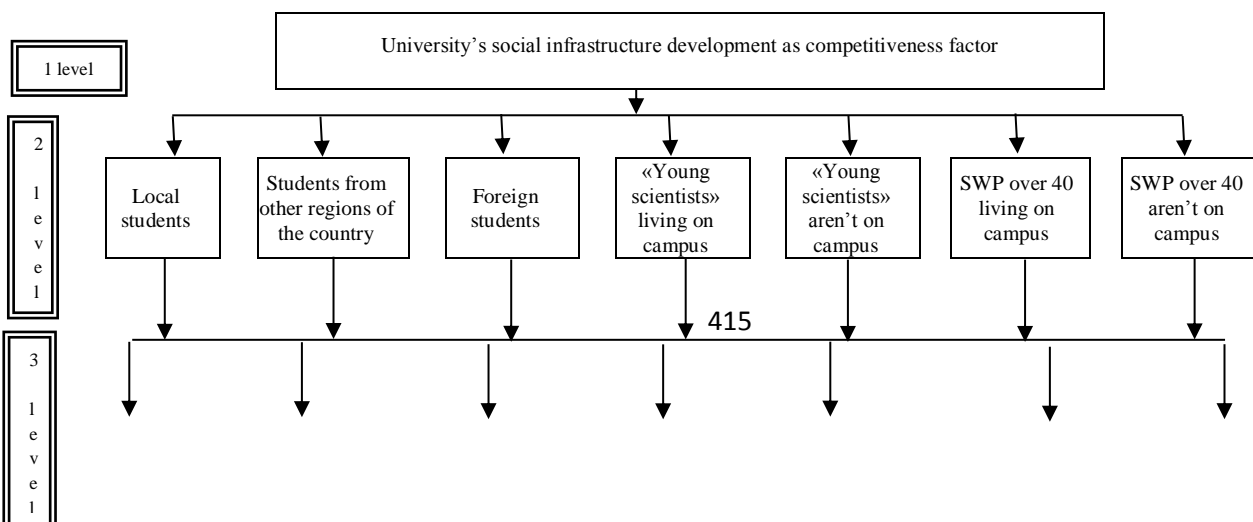 University’s social infrastructure development as competitiveness factor
1 level
2
l
e
v
e
l
Local
students
Students from
other regions of
the country
Foreign
students
«Young
scientists»
living on
campus
«Young
scientists»
aren’t on
campus
SWP over 40
living on
campus
SWP over 40
aren’t on
campus
415
3
l
e
v
e
l